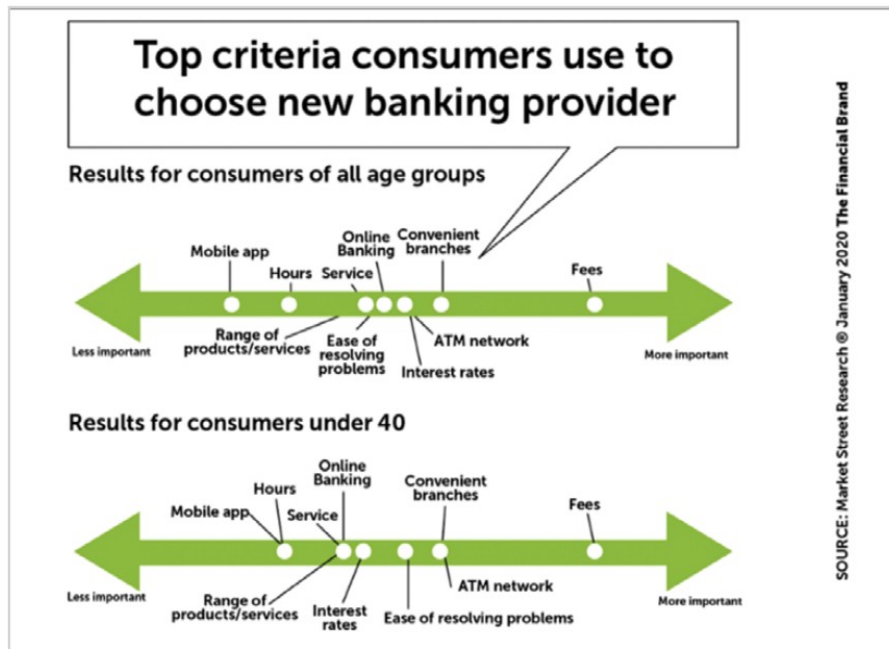 Top criteria consumers use to
choose new banking provider
Results for consumers of all age groups
Mobile app
Hours
Service
Online
Banking
Convenient
branches
Fees
Range of
products/services
Ease of
resolving
problems
ATM network
Interest rates
Less important
More important
Results for consumers under 40
Mobile app
Hours
Service
Online
Banking
Convenient
branches
Fees
Range of
products/services
Interest
rates
Ease of resolving problems
ATM network
Less important
More important
SOURCE: Market Street Research ® January 2020 The Financial Brand